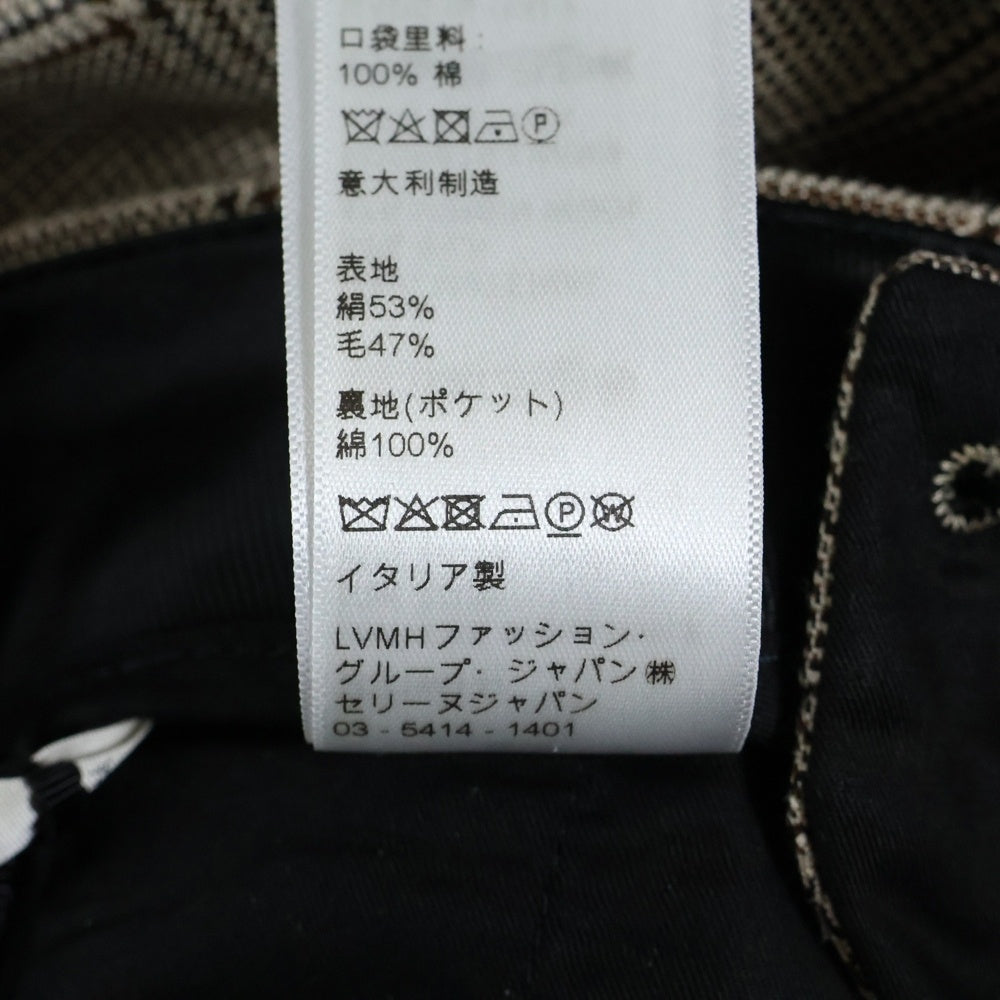 口袋里料:
100% 棉
P
意大利制造
表地
絹53%
毛47%
裏地(ポケット)
綿100%
P W
イタリア製
LVMHファッション・
グループ・ジャパン㈱
セリーヌジャパン
03 - 5414 - 1401